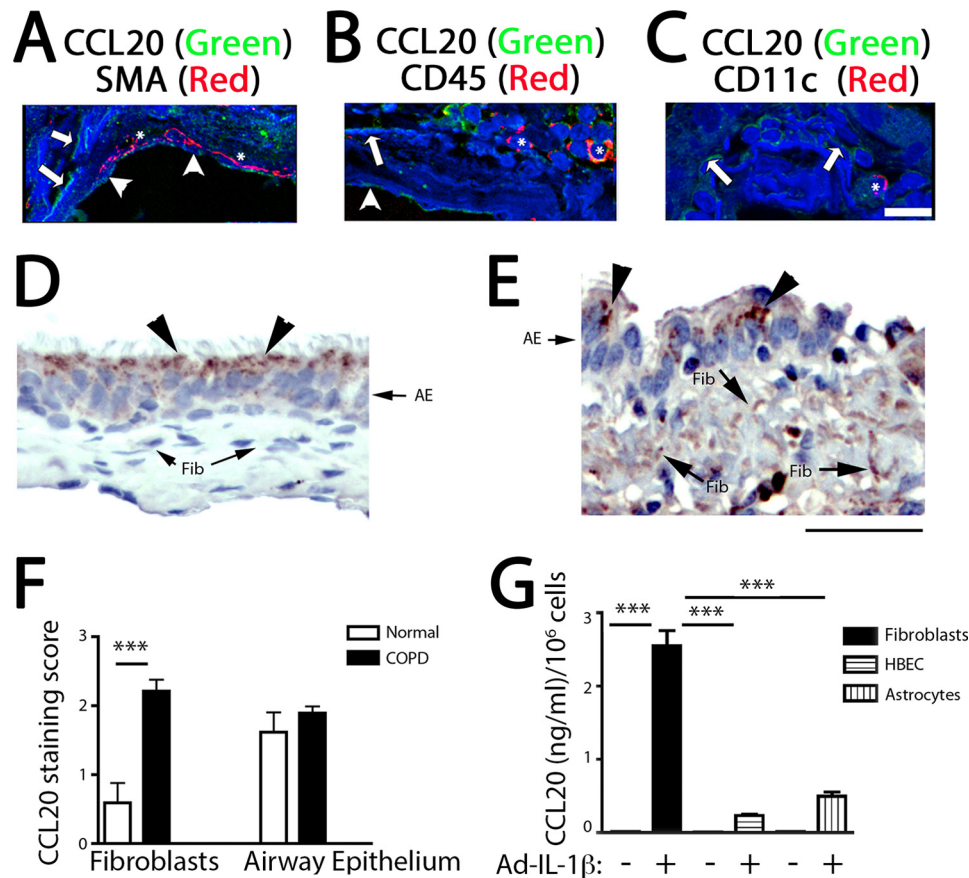 A
CCL20 (Green)
SMA (Red)
*
*
B
CCL20 (Green)
CD45 (Red)
*
*
C
CCL20 (Green)
CD11c (Red)
*
D
AE
Fib
E
AE
Fib
Fib
Fib
F
CCL20 staining score
3
2
1
0
***
Normal
COPD
Fibroblasts
Airway Epithelium
G
CCL20 (ng/ml)/10⁶ cells
3
2
1
0
***
***
***
Fibroblasts
HBEC
Astrocytes
Ad-IL-1β: - + - + - +